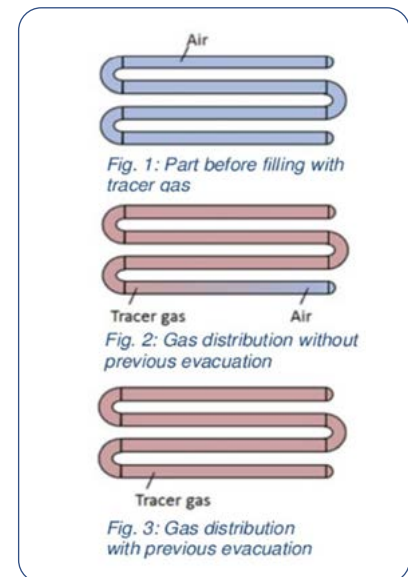 Air
Fig. 1: Part before filling with
tracer gas
Tracer gas
Air
Fig. 2: Gas distribution without
previous evacuation
Tracer gas
Fig. 3: Gas distribution
with previous evacuation